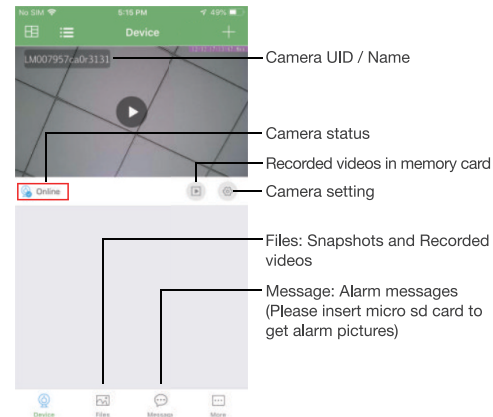 No SIM 5:15 PM 49%
Device
LM007957ca0r3131
Online
Device Files Message More
Camera UID / Name
Camera status
Recorded videos in memory card
Camera setting
Files: Snapshots and Recorded
videos
Message: Alarm messages
(Please insert micro sd card to
get alarm pictures)